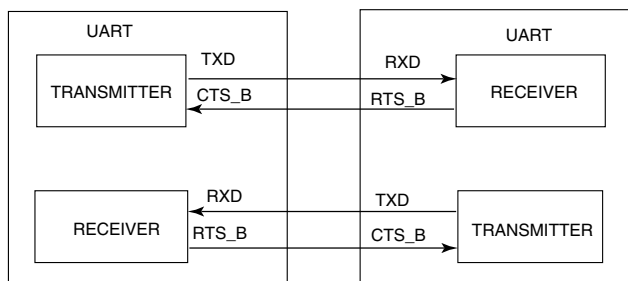 UART UART
TXD RXD
TRANSMITTER RECEIVER
CTS_B RTS_B
RXD TXD
RECEIVER TRANSMITTER
RTS_B CTS_B